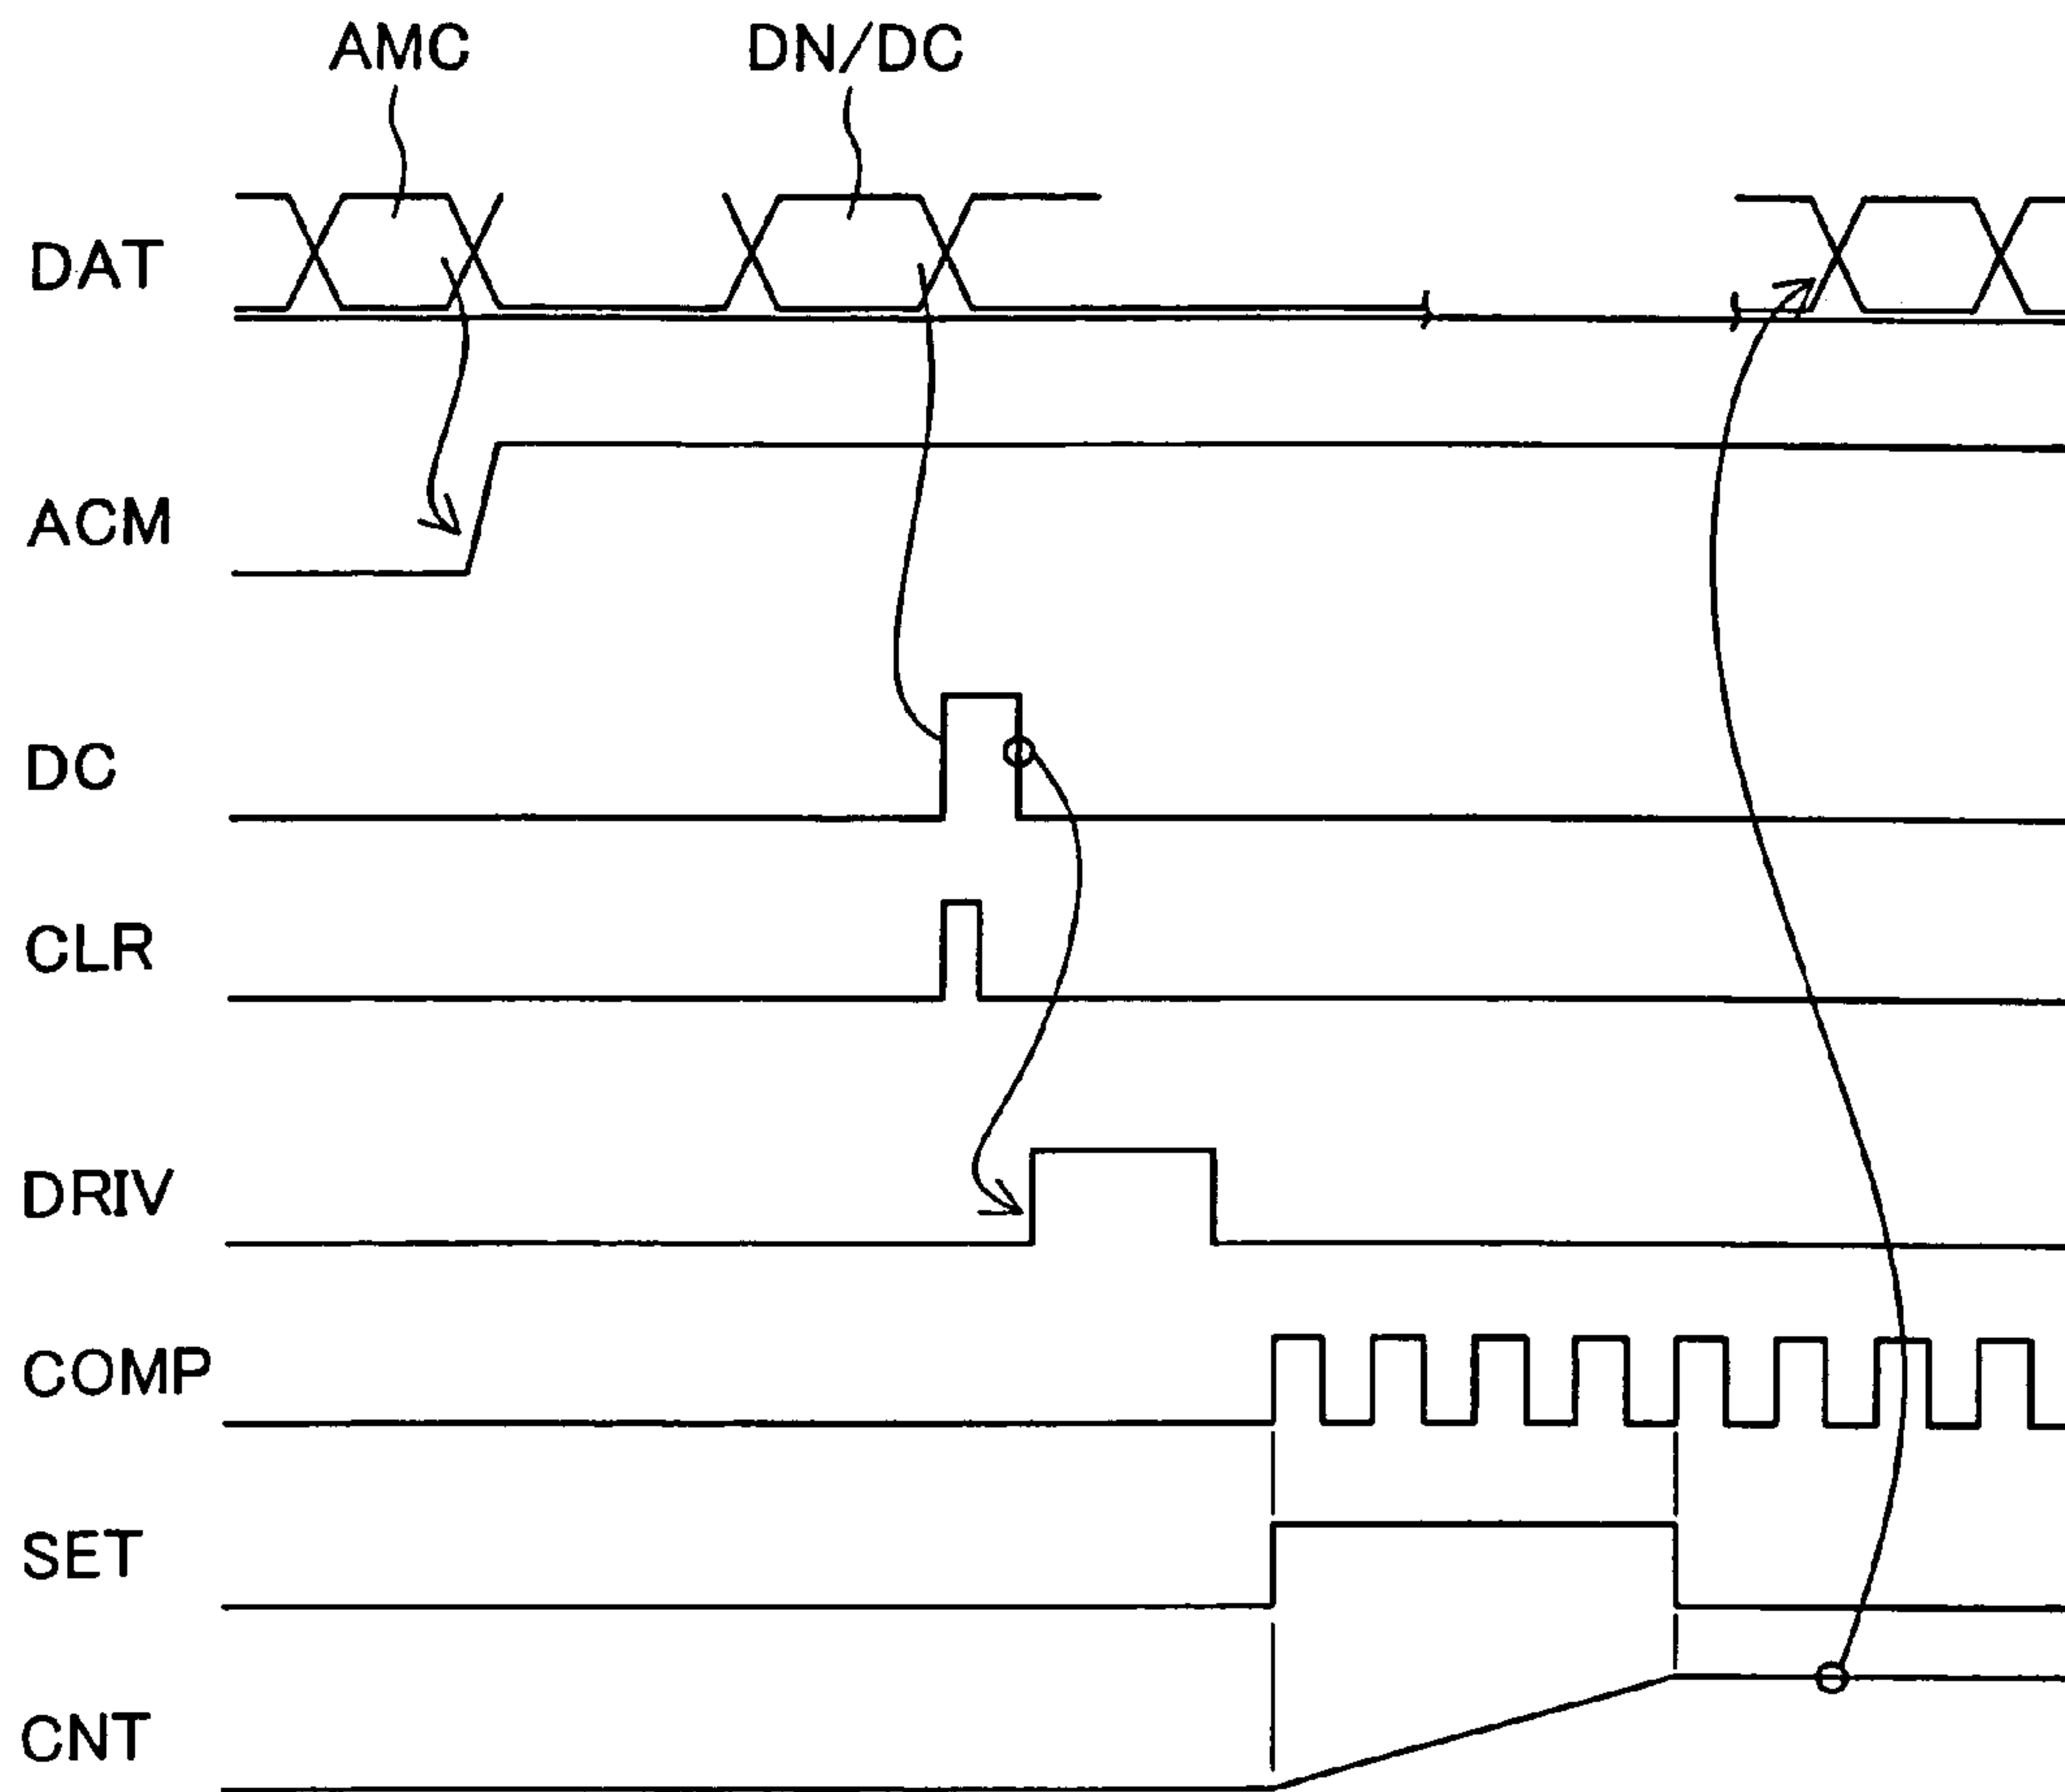 AMC DN/DC
DAT
ACM
DC
CLR
DRIV
COMP
SET
CNT